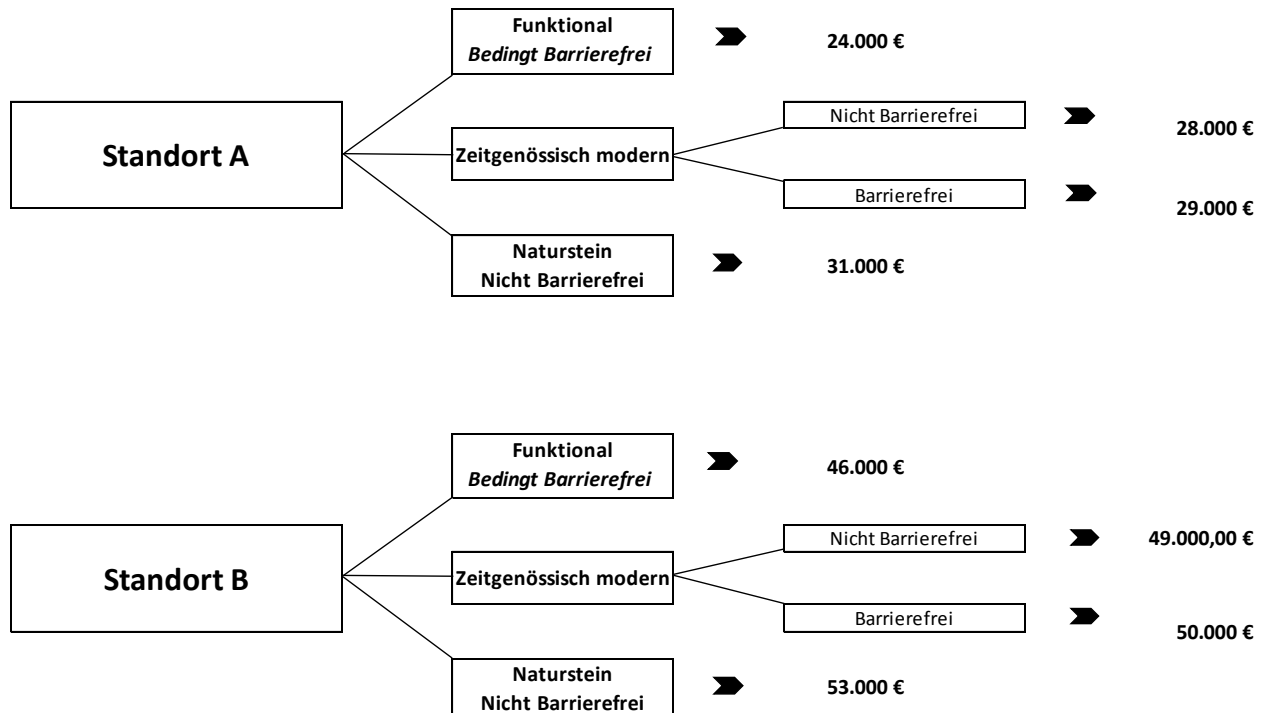 Funktional
Bedingt Barrierefrei
24.000 €
Standort A
Zeitgenössisch modern
Nicht Barrierefrei
28.000 €
Barrierefrei
29.000 €
Naturstein
Nicht Barrierefrei
31.000 €
Funktional
Bedingt Barrierefrei
46.000 €
Standort B
Zeitgenössisch modern
Nicht Barrierefrei
49.000,00 €
Barrierefrei
50.000 €
Naturstein
Nicht Barrierefrei
53.000 €